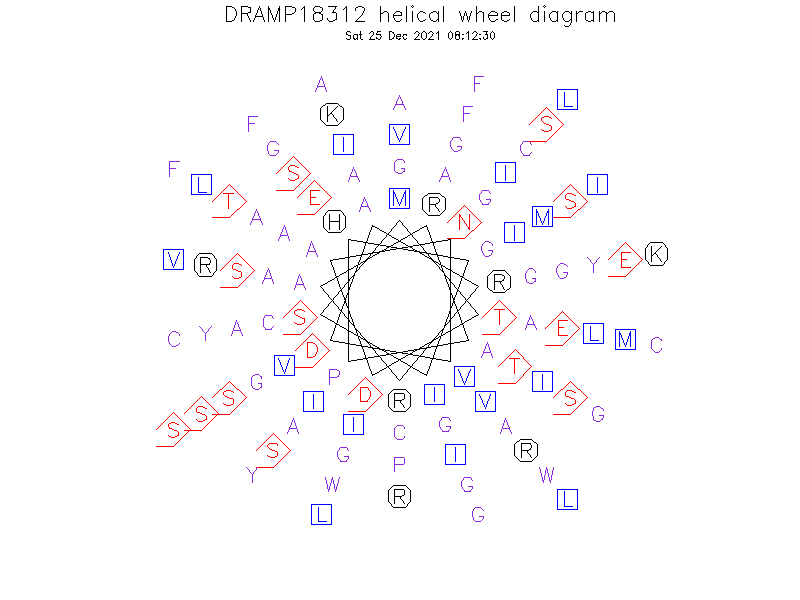 DRAMP18312 helical wheel diagram
Sat 25 Dec 2021 08:12:30
A F
A L
K F
F S
V
I G
G C
F S A G A I
L I
T E A M R G S
A H N M
A I
A G K
V R Y E
S A A R G G
C S T A
A E
C Y L M C
D A
V T
P V
G I
S I D R I V S
S G
A I C G A
S
S G I R
P
Y W
W G
R L
L G